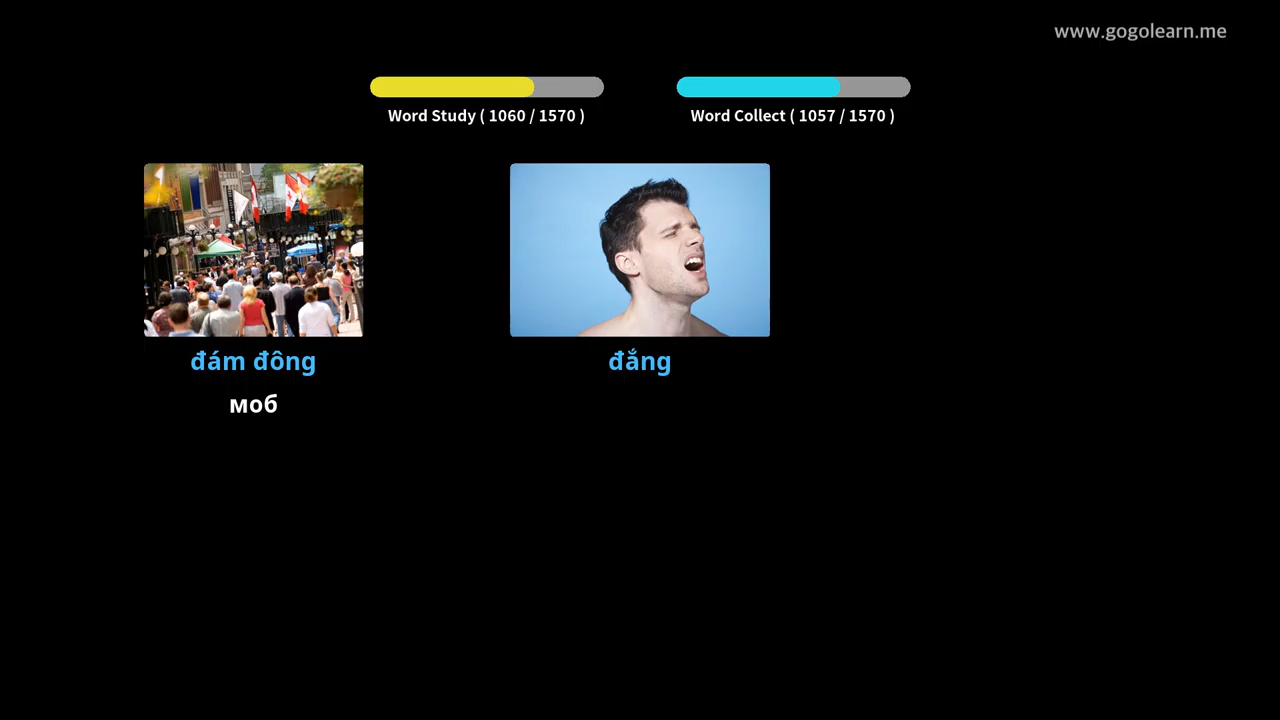 www.gogolearn.me
Word Study ( 1060 / 1570 )
Word Collect ( 1057 / 1570 )
đám đông
моб
đắng